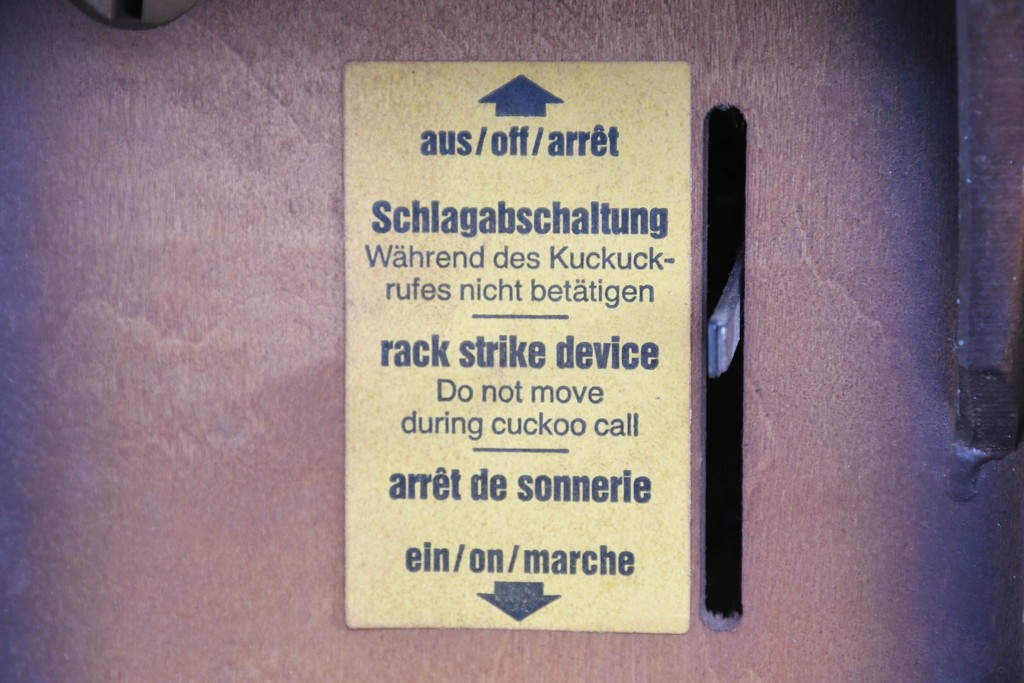 aus/off/arrêt
Schlagabschaltung
Während des Kuckuck-
rufes nicht betätigen
rack strike device
Do not move
during cuckoo call
arrêt de sonnerie
ein/on/marche